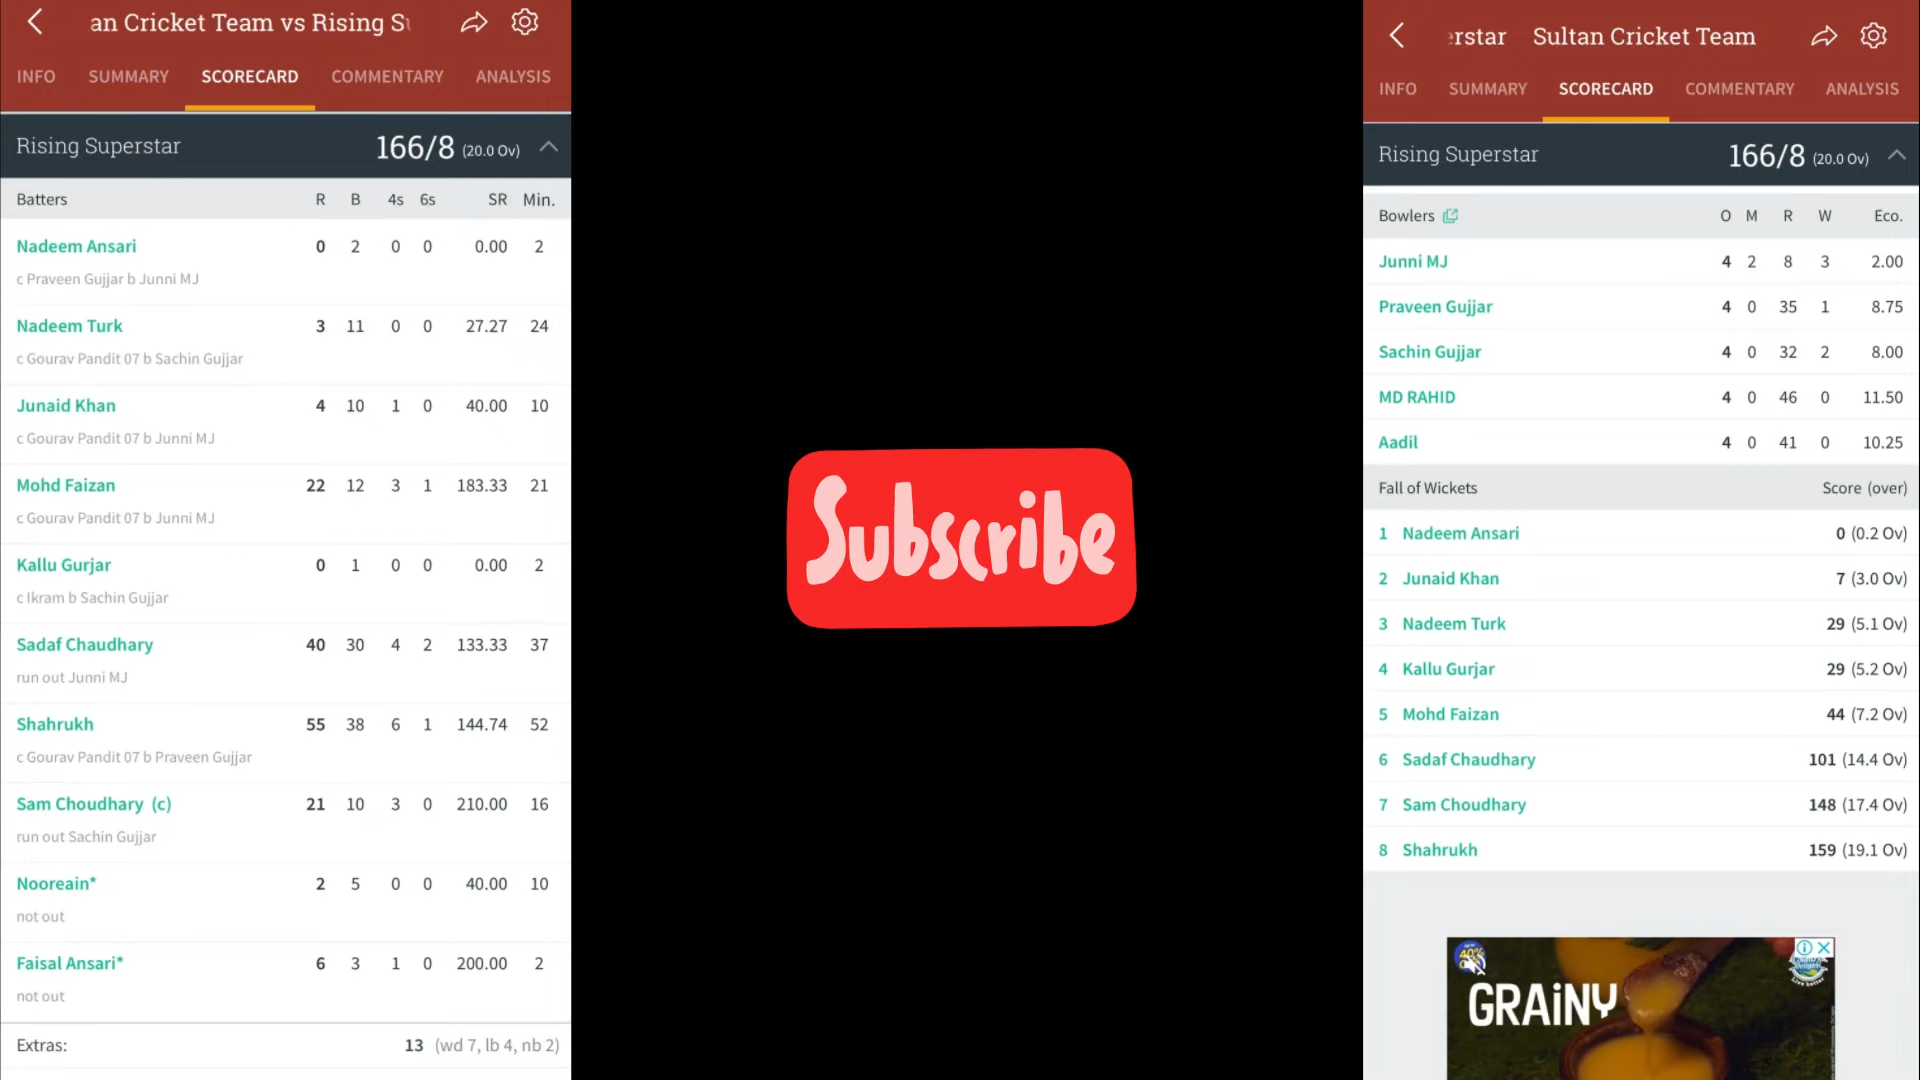 an Cricket Team vs Rising Su
INFO SUMMARY SCORECARD COMMENTARY ANALYSIS
Rising Superstar 166/8 (20.0 Ov)
Batters R B 4s 6s SR Min.
Nadeem Ansari 0 2 0 0 0.00 2
c Praveen Gujjar b Junni MJ
Nadeem Turk 3 11 0 0 27.27 24
c Gourav Pandit 07 b Sachin Gujjar
Junaid Khan 4 10 1 0 40.00 10
c Gourav Pandit 07 b Junni MJ
Mohd Faizan 22 12 3 1 183.33 21
c Gourav Pandit 07 b Junni MJ
Kallu Gurjar 0 1 0 0 0.00 2
c Ikram b Sachin Gujjar
Sadaf Chaudhary 40 30 4 2 133.33 37
run out Junni MJ
Shahrukh 55 38 6 1 144.74 52
c Gourav Pandit 07 b Praveen Gujjar
Sam Choudhary (c) 21 10 3 0 210.00 16
run out Sachin Gujjar
Nooreain* 2 5 0 0 40.00 10
not out
Faisal Ansari* 6 3 1 0 200.00 2
not out
Extras: 13 (wd 7, lb 4, nb 2)
Subscribe
erstar Sultan Cricket Team
INFO SUMMARY SCORECARD COMMENTARY ANALYSIS
Rising Superstar 166/8 (20.0 Ov)
Bowlers O M R W Eco.
Junni MJ 4 2 8 3 2.00
Praveen Gujjar 4 0 35 1 8.75
Sachin Gujjar 4 0 32 2 8.00
MD RAHID 4 0 46 0 11.50
Aadil 4 0 41 0 10.25
Fall of Wickets Score (over)
1 Nadeem Ansari 0 (0.2 Ov)
2 Junaid Khan 7 (3.0 Ov)
3 Nadeem Turk 29 (5.1 Ov)
4 Kallu Gurjar 29 (5.2 Ov)
5 Mohd Faizan 44 (7.2 Ov)
6 Sadaf Chaudhary 101 (14.4 Ov)
7 Sam Choudhary 148 (17.4 Ov)
8 Shahrukh 159 (19.1 Ov)
40%
GRAiNY